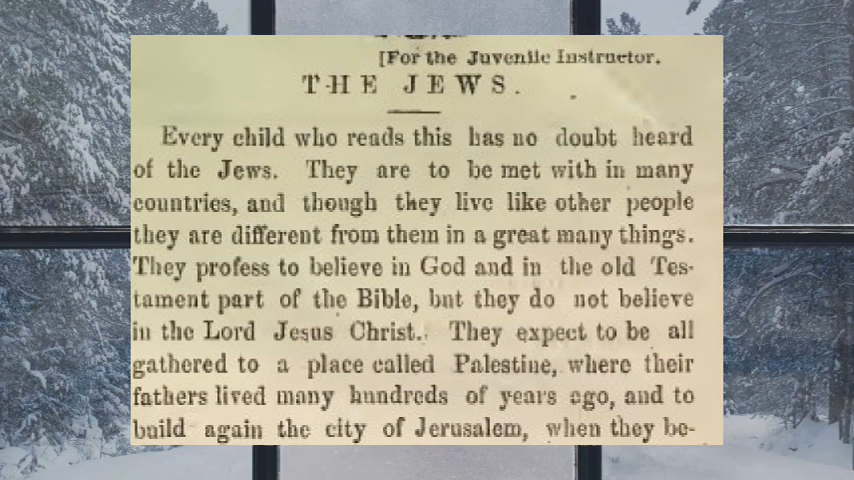 [For the Juvenile Instructor.
THE JEWS.
Every child who reads this has no doubt heard
of the Jews. They are to be met with in many
countries, and though they live like other people
they are different from them in a great many things.
They profess to believe in God and in the old Tes-
tament part of the Bible, but they do not believe
in the Lord Jesus Christ. They expect to be all
gathered to a place called Palestine, where their
fathers lived many hundreds of years ago, and to
build again the city of Jerusalem, when they be-